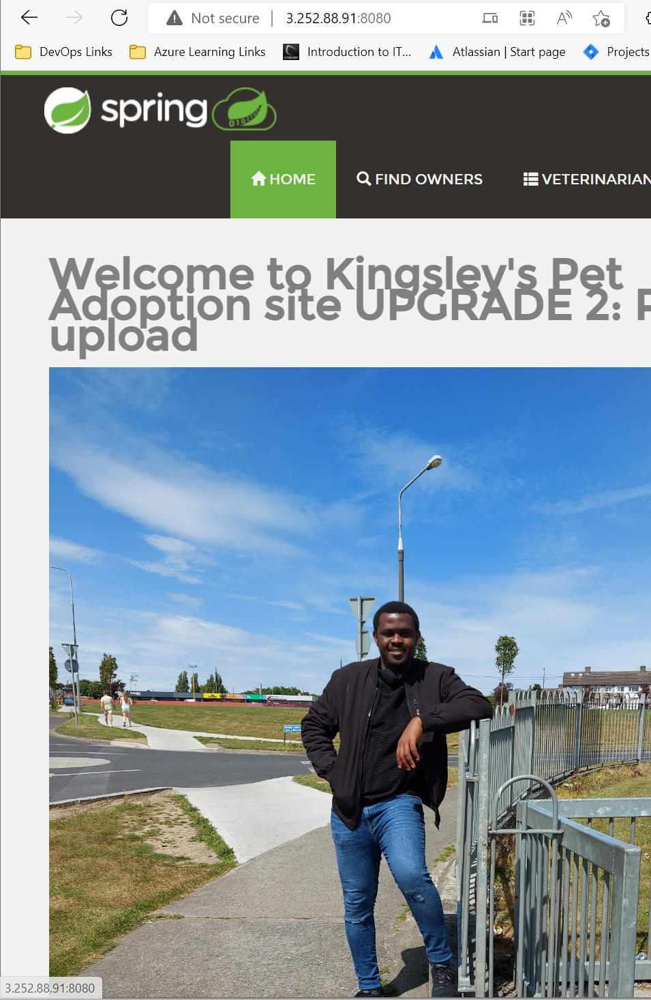 Not secure | 3.252.88.91:8080
DevOps Links Azure Learning Links Introduction to IT... Atlassian | Start page Projects
spring
HOME FIND OWNERS VETERINARIAN
Welcome to Kingsley's Pet
Adoption site UPGRADE 2: P
upload
3.252.88.91:8080